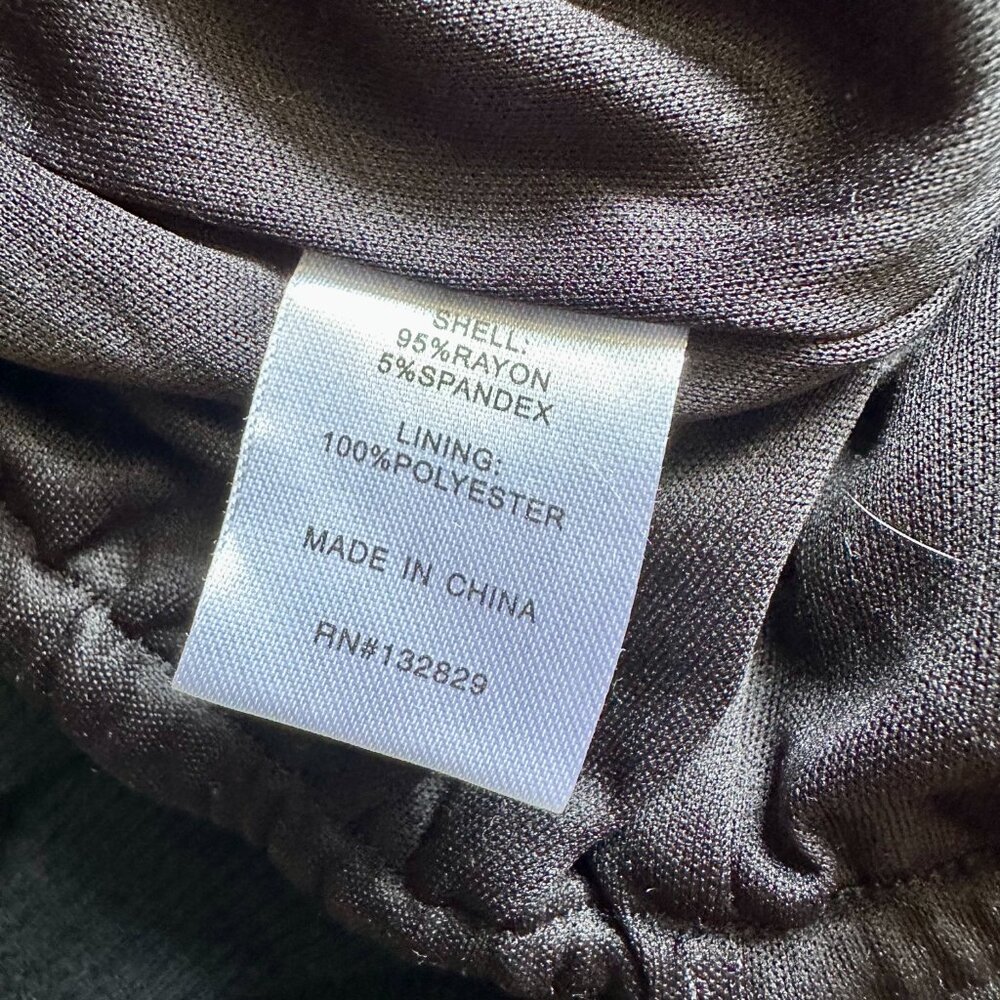 SHELL:
95%RAYON
5%SPANDEX
LINING:
100%POLYESTER
MADE IN CHINA
RN#132829